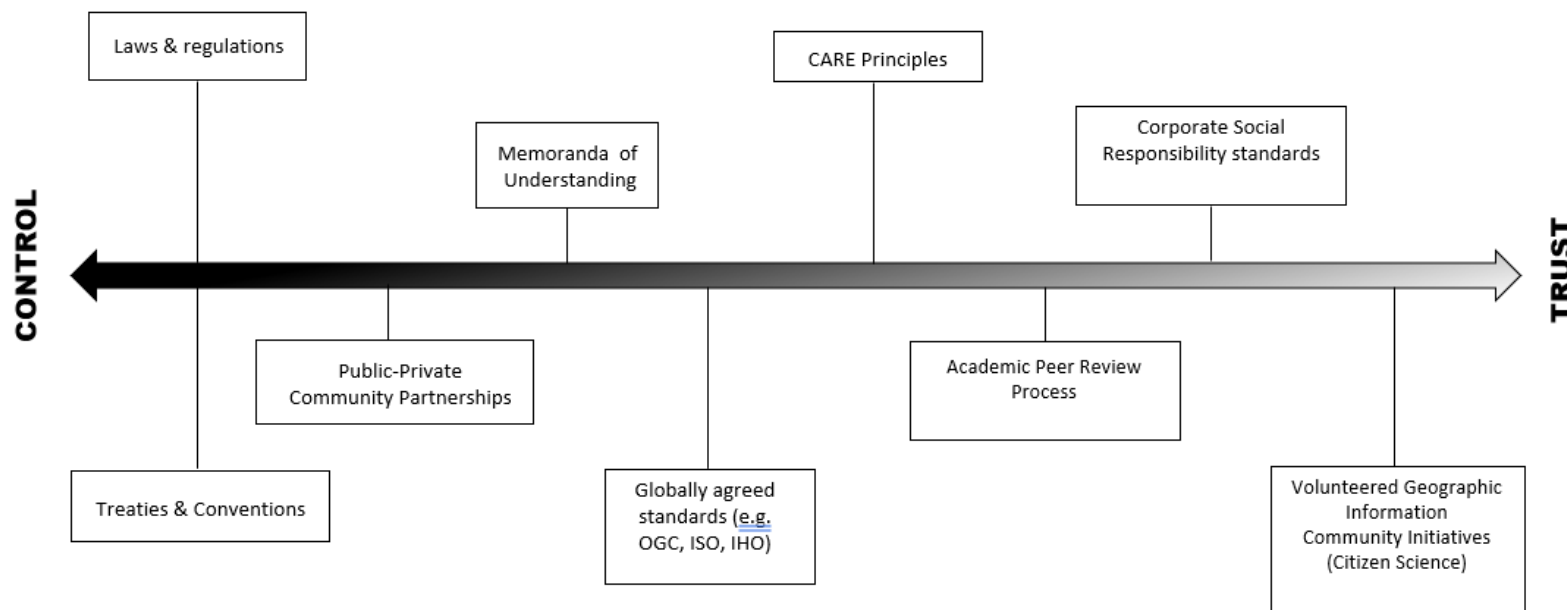 Laws & regulations
CARE Principles
Memoranda of
Understanding
Corporate Social
Responsibility standards
CONTROL
TRUST
Public-Private
Community Partnerships
Academic Peer Review
Process
Treaties & Conventions
Globally agreed
standards (e.g.
OGC, ISO, IHO)
Volunteered Geographic
Information
Community Initiatives
(Citizen Science)